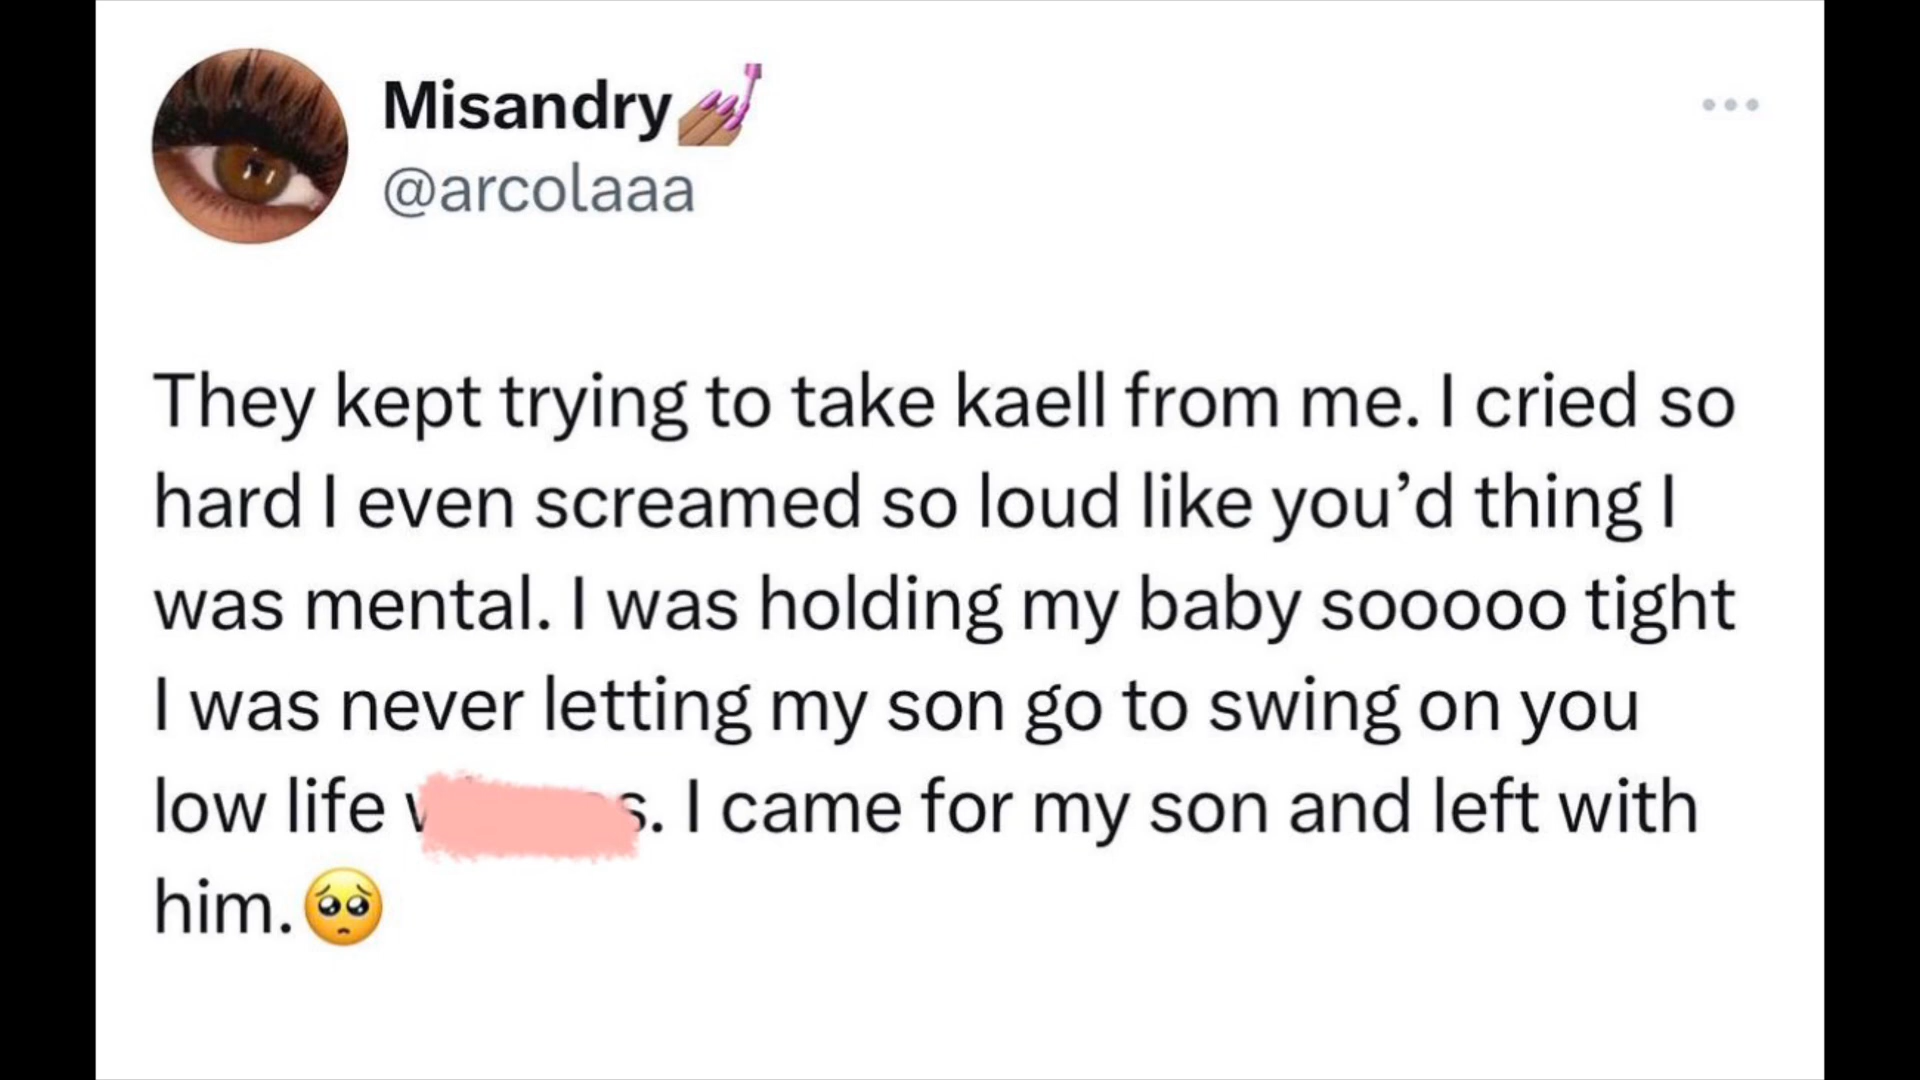 Misandry💅🏽
@arcolaaa
They kept trying to take kaell from me. I cried so
hard I even screamed so loud like you’d thing I
was mental. I was holding my baby sooooo tight
I was never letting my son go to swing on you
low life. I came for my son and left with
him.🥺